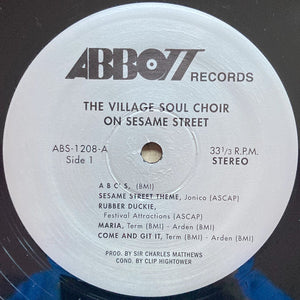 ABBOTT RECORDS
THE VILLAGE SOUL CHOIR
ON SESAME STREET
ABS-1208-A
Side 1
33 1/3 R.P.M.
STEREO
A B C' S, (BMI)
SESAME STREET THEME, Jonico (ASCAP)
RUBBER DUCKIE,
Festival Attractions (ASCAP)
MARIA, Term (BMI) - Arden (BMI)
COME AND GIT IT, Term (BMI) - Arden (BMI)
PROD. BY SIR CHARLES MATTHEWS
COND. BY CLIP HIGHTOWER